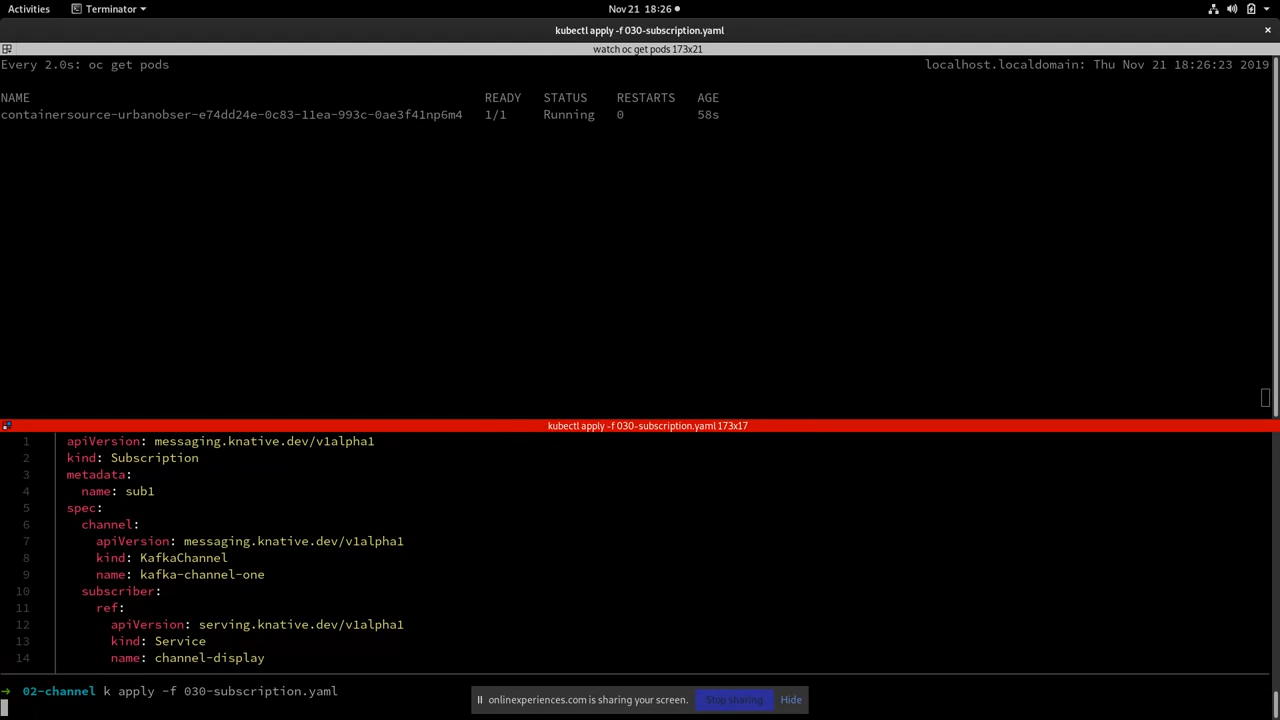 Activities Terminator Nov 21 18:26
kubectl apply -f 030-subscription.yaml
watch oc get pods 173x21
Every 2.0s: oc get pods localhost.localdomain: Thu Nov 21 18:26:23 2019
NAME READY STATUS RESTARTS AGE
containersource-urbanobser-e74dd24e-0c83-11ea-993c-0ae3f41np6m4 1/1 Running 0 58s
kubectl apply -f 030-subscription.yaml 173x17
1 apiVersion: messaging.knative.dev/v1alpha1
2 kind: Subscription
3 metadata:
4 name: sub1
5 spec:
6 channel:
7 apiVersion: messaging.knative.dev/v1alpha1
8 kind: KafkaChannel
9 name: kafka-channel-one
10 subscriber:
11 ref:
12 apiVersion: serving.knative.dev/v1alpha1
13 kind: Service
14 name: channel-display
→ 02-channel k apply -f 030-subscription.yaml
onlinexperiences.com is sharing your screen. Stop sharing Hide